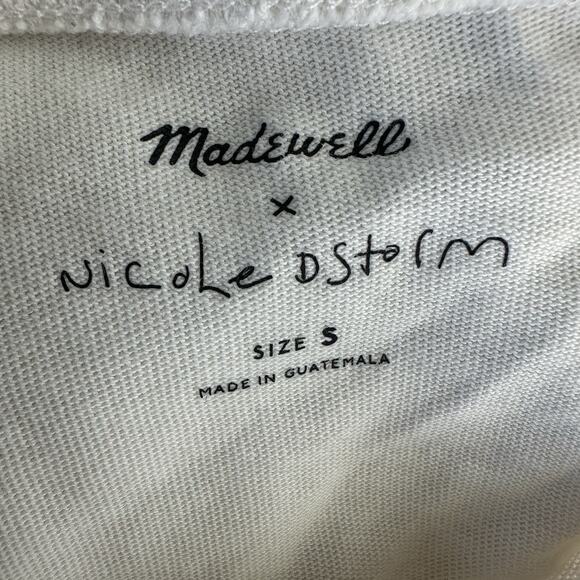 Madewell
×
Nicole Dstorm
SIZE S
MADE IN GUATEMALA